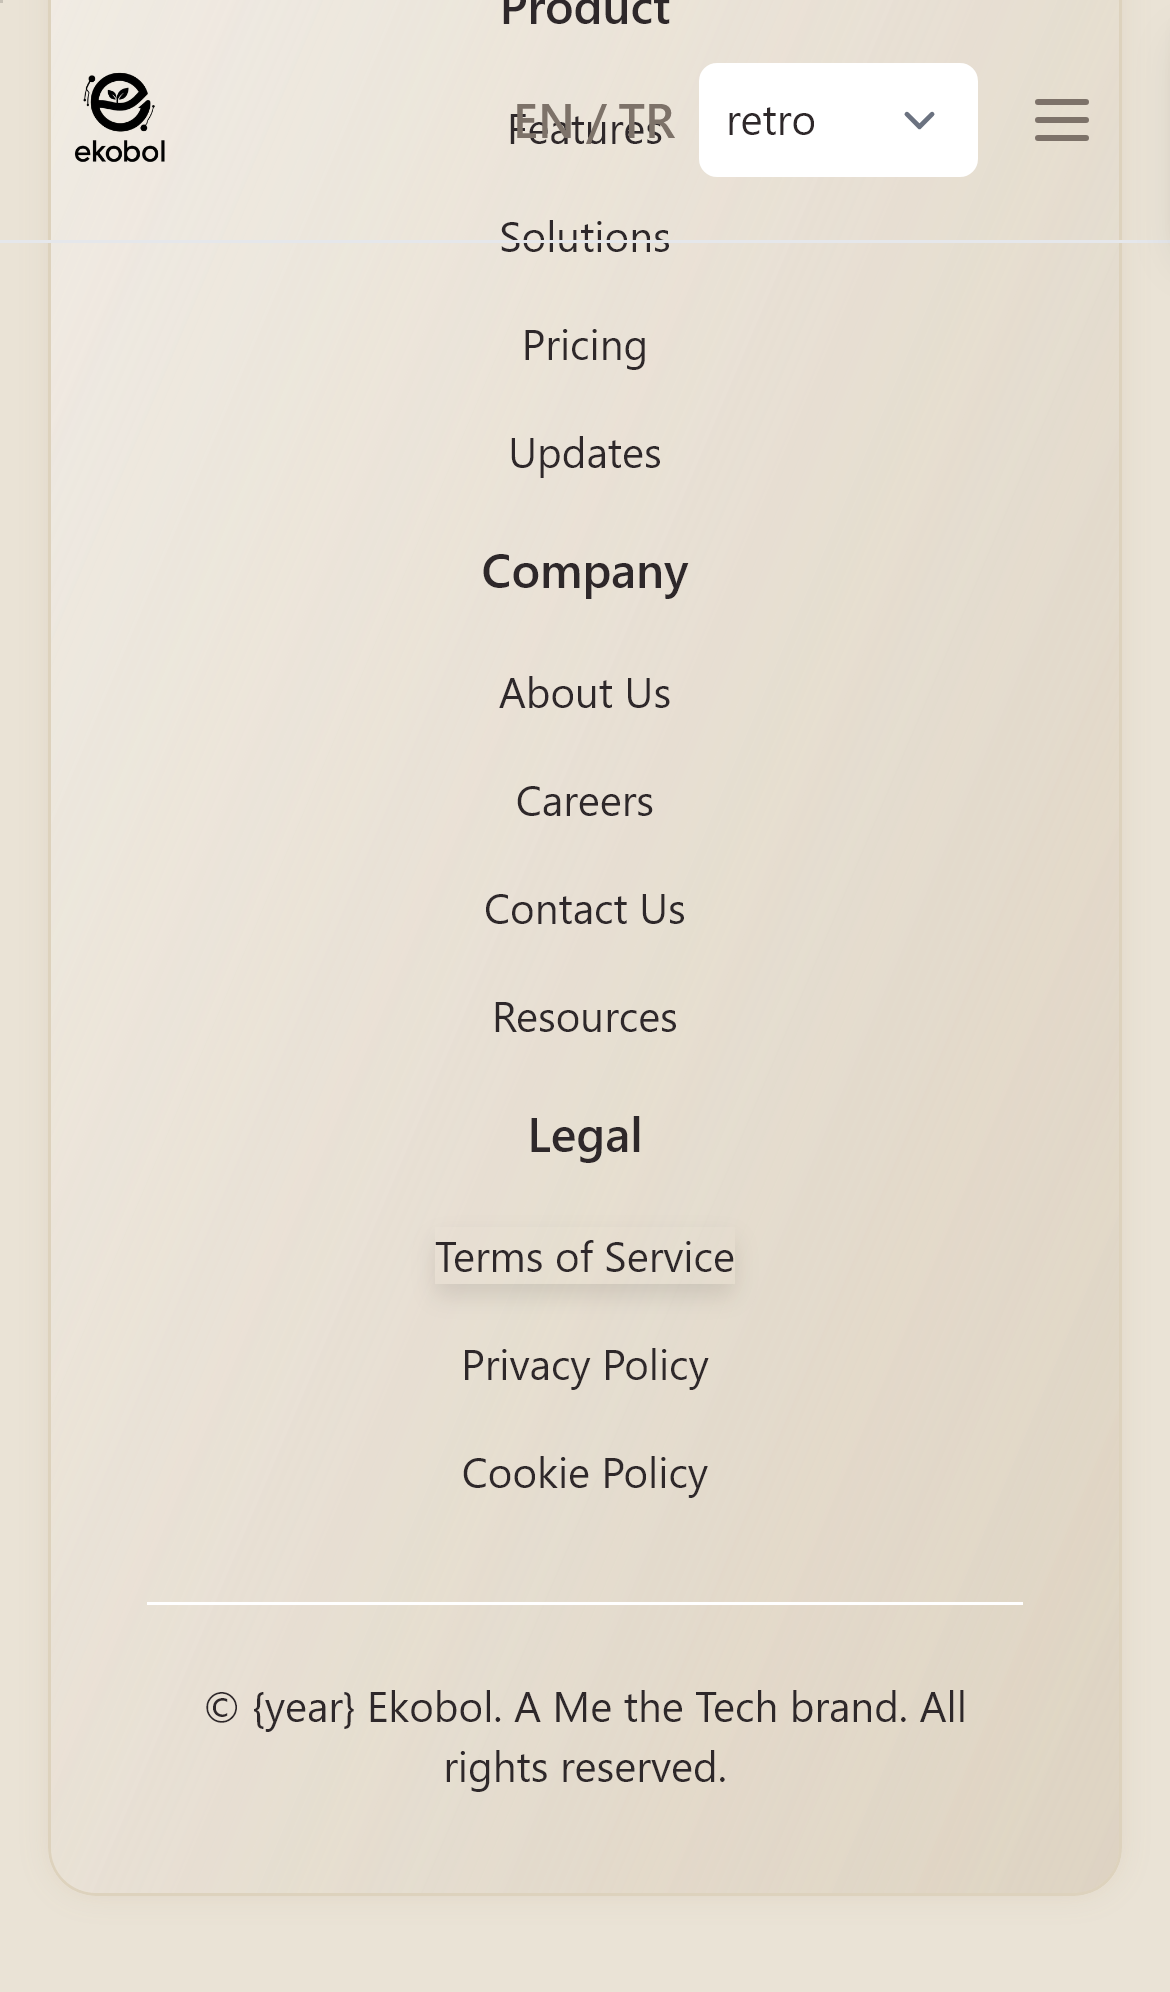 Product
ekobol
EN / TR
retro
Features
Solutions
Pricing
Updates
Company
About Us
Careers
Contact Us
Resources
Legal
Terms of Service
Privacy Policy
Cookie Policy
© {year} Ekobol. A Me the Tech brand. All
rights reserved.